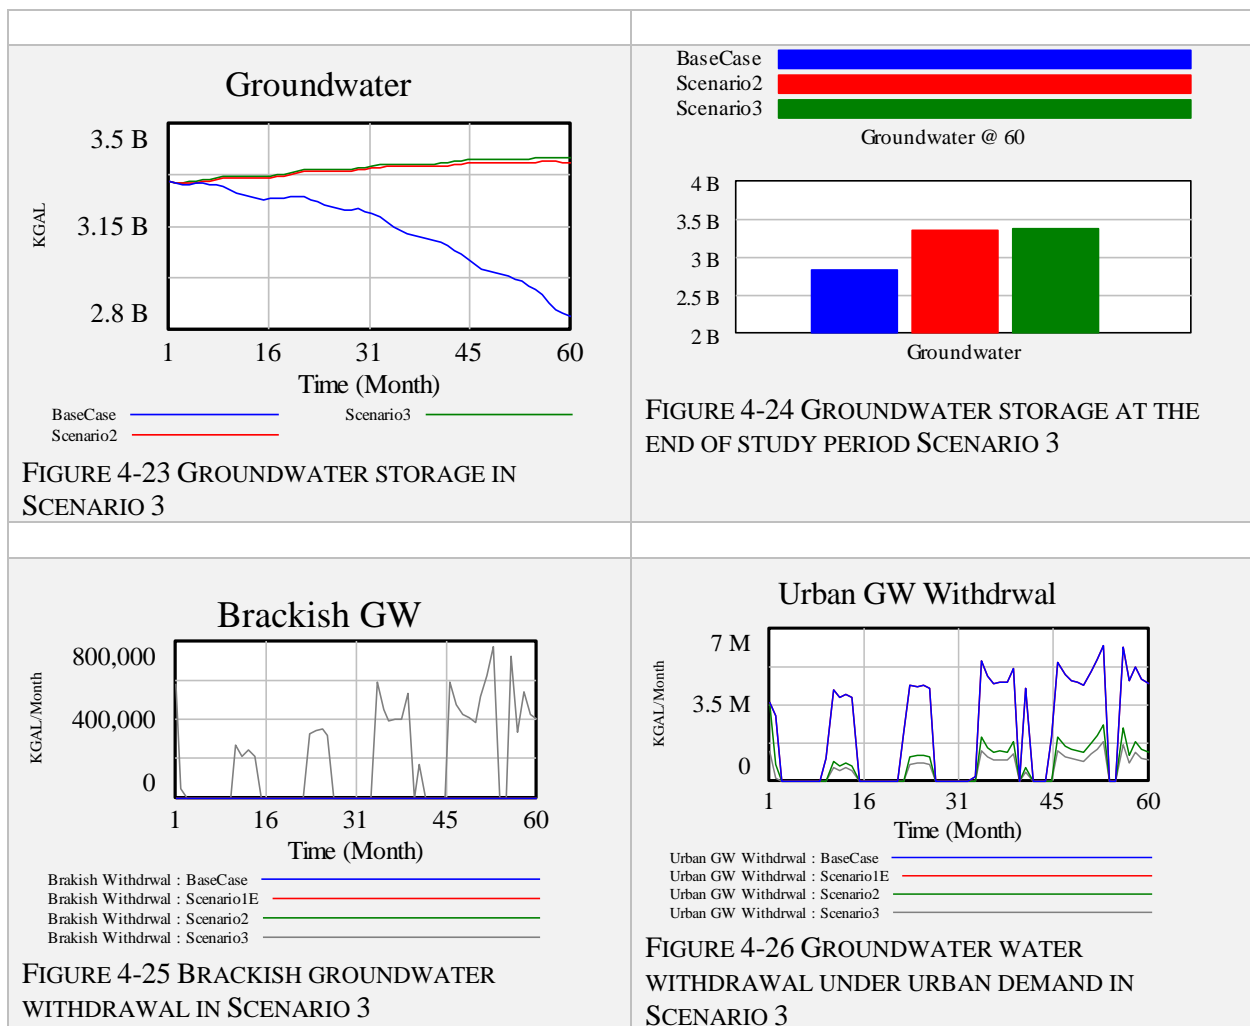 Groundwater
3.5 B
3.15 B
2.8 B
KGAL
1 16 31 45 60
Time (Month)
BaseCase
Scenario3
Scenario2
FIGURE 4-23 GROUNDWATER STORAGE IN
SCENARIO 3
BaseCase
Scenario2
Scenario3
Groundwater @ 60
4 B
3.5 B
3 B
2.5 B
2 B
Groundwater
FIGURE 4-24 GROUNDWATER STORAGE AT THE
END OF STUDY PERIOD SCENARIO 3
Brackish GW
800,000
400,000
0
KGAL/Month
1 16 31 45 60
Time (Month)
Brakish Withdrwal : BaseCase
Brakish Withdrwal : Scenario1E
Brakish Withdrwal : Scenario2
Brakish Withdrwal : Scenario3
FIGURE 4-25 BRACKISH GROUNDWATER
WITHDRAWAL IN SCENARIO 3
Urban GW Withdrwal
7 M
3.5 M
0
KGAL/Month
1 16 31 45 60
Time (Month)
Urban GW Withdrwal : BaseCase
Urban GW Withdrwal : Scenario1E
Urban GW Withdrwal : Scenario2
Urban GW Withdrwal : Scenario3
FIGURE 4-26 GROUNDWATER WATER
WITHDRAWAL UNDER URBAN DEMAND IN
SCENARIO 3